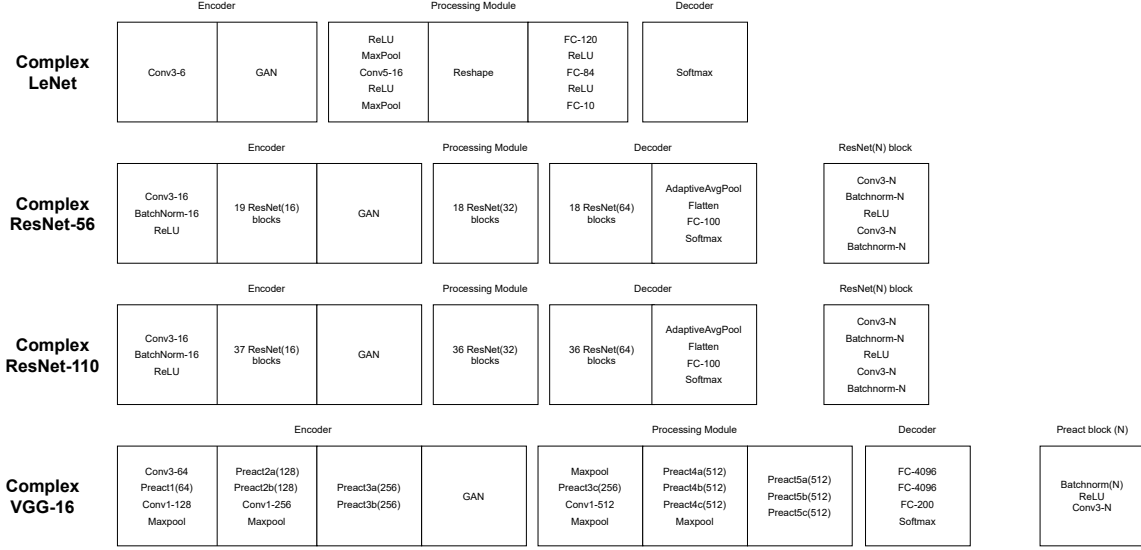 Encoder
Processing Module
Decoder
Complex
LeNet
Conv3-6
GAN
ReLU
MaxPool
Conv5-16
ReLU
MaxPool
Reshape
FC-120
ReLU
FC-84
ReLU
FC-10
Softmax
Encoder
Processing Module
Decoder
ResNet(N) block
Complex
ResNet-56
Conv3-16
BatchNorm-16
ReLU
19 ResNet(16)
blocks
GAN
18 ResNet(32)
blocks
18 ResNet(64)
blocks
AdaptiveAvgPool
Flatten
FC-100
Softmax
Conv3-N
Batchnorm-N
ReLU
Conv3-N
Batchnorm-N
Encoder
Processing Module
Decoder
ResNet(N) block
Complex
ResNet-110
Conv3-16
BatchNorm-16
ReLU
37 ResNet(16)
blocks
GAN
36 ResNet(32)
blocks
36 ResNet(64)
blocks
AdaptiveAvgPool
Flatten
FC-100
Softmax
Conv3-N
Batchnorm-N
ReLU
Conv3-N
Batchnorm-N
Encoder
Processing Module
Decoder
Preact block (N)
Complex
VGG-16
Conv3-64
Preact1(64)
Conv1-128
Maxpool
Preact2a(128)
Preact2b(128)
Conv1-256
Maxpool
Preact3a(256)
Preact3b(256)
GAN
Maxpool
Preact3c(256)
Conv1-512
Maxpool
Preact4a(512)
Preact4b(512)
Preact4c(512)
Maxpool
Preact5a(512)
Preact5b(512)
Preact5c(512)
FC-4096
FC-4096
FC-200
Softmax
Batchnorm(N)
ReLU
Conv3-N